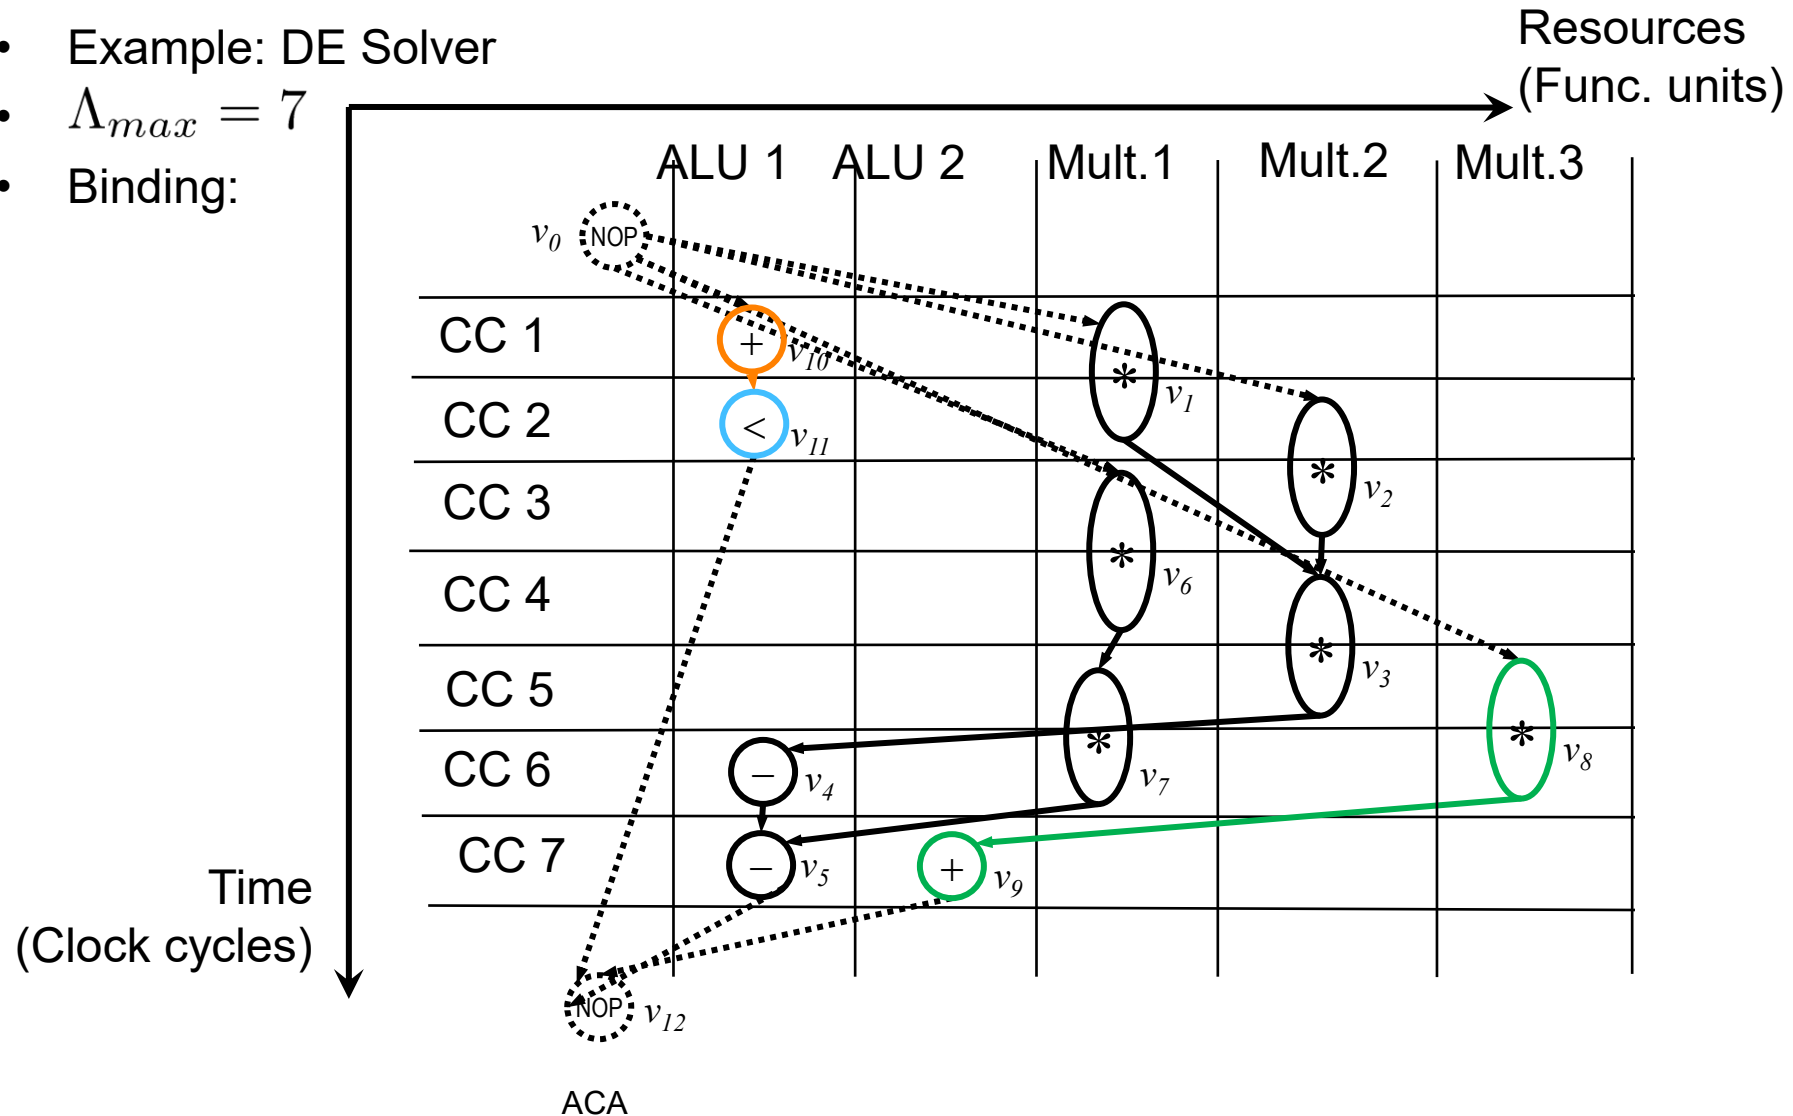 • Example: DE Solver
• Λmax = 7
• Binding:
Resources
(Func. units)
ALU 1 ALU 2 Mult.1 Mult.2 Mult.3
v0 NOP
CC 1 + v10 * v1
CC 2 < v11 * v2
CC 3 * v6
CC 4 * v3
CC 5 * v7 * v8
CC 6 − v4
CC 7 − v5 + v9
Time
(Clock cycles)
NOP v12
ACA